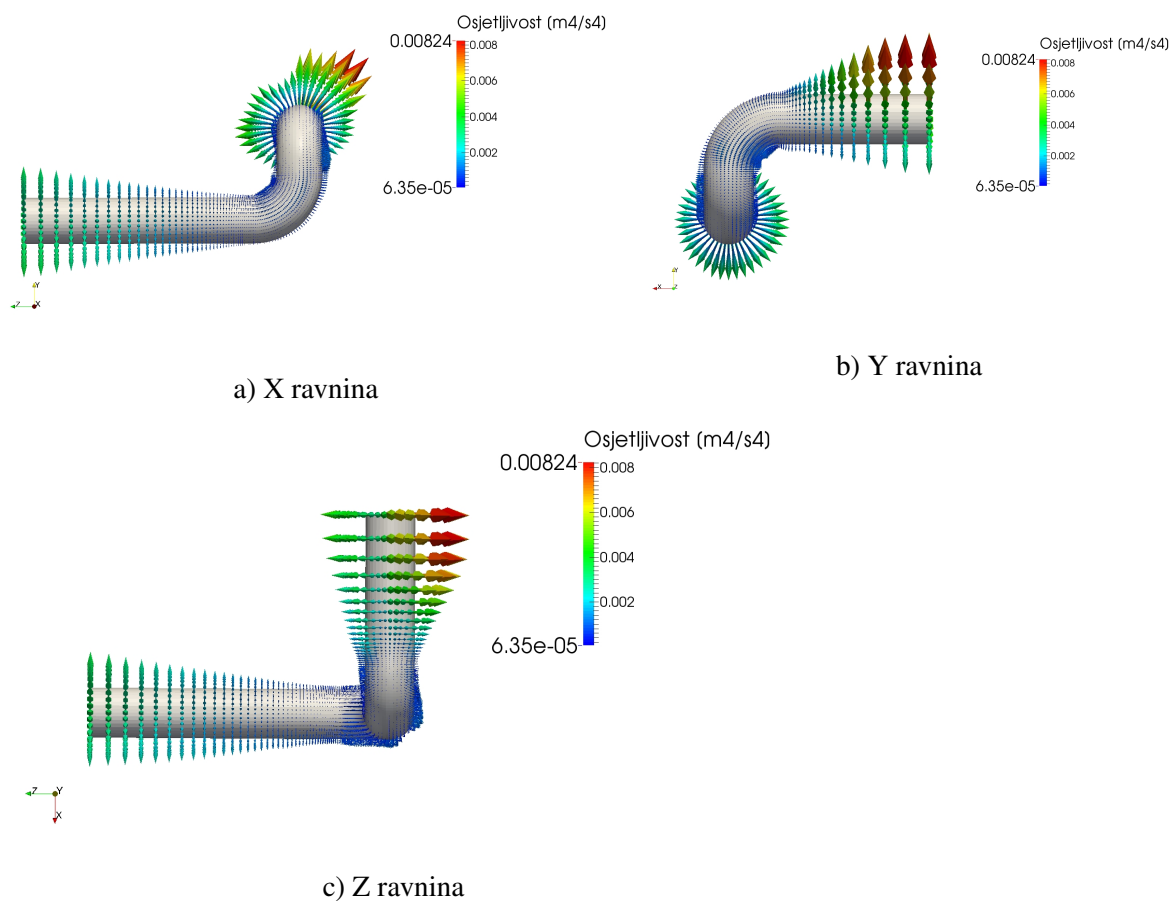 Osjetljivost (m4/s4)
0.00824
0.008
0.006
0.004
0.002
6.35e-05
Y
Z
X
a) X ravnina
Osjetljivost (m4/s4)
0.00824
0.008
0.006
0.004
0.002
6.35e-05
Y
X
Z
b) Y ravnina
Osjetljivost (m4/s4)
0.00824
0.008
0.006
0.004
0.002
6.35e-05
Z
Y
X
c) Z ravnina